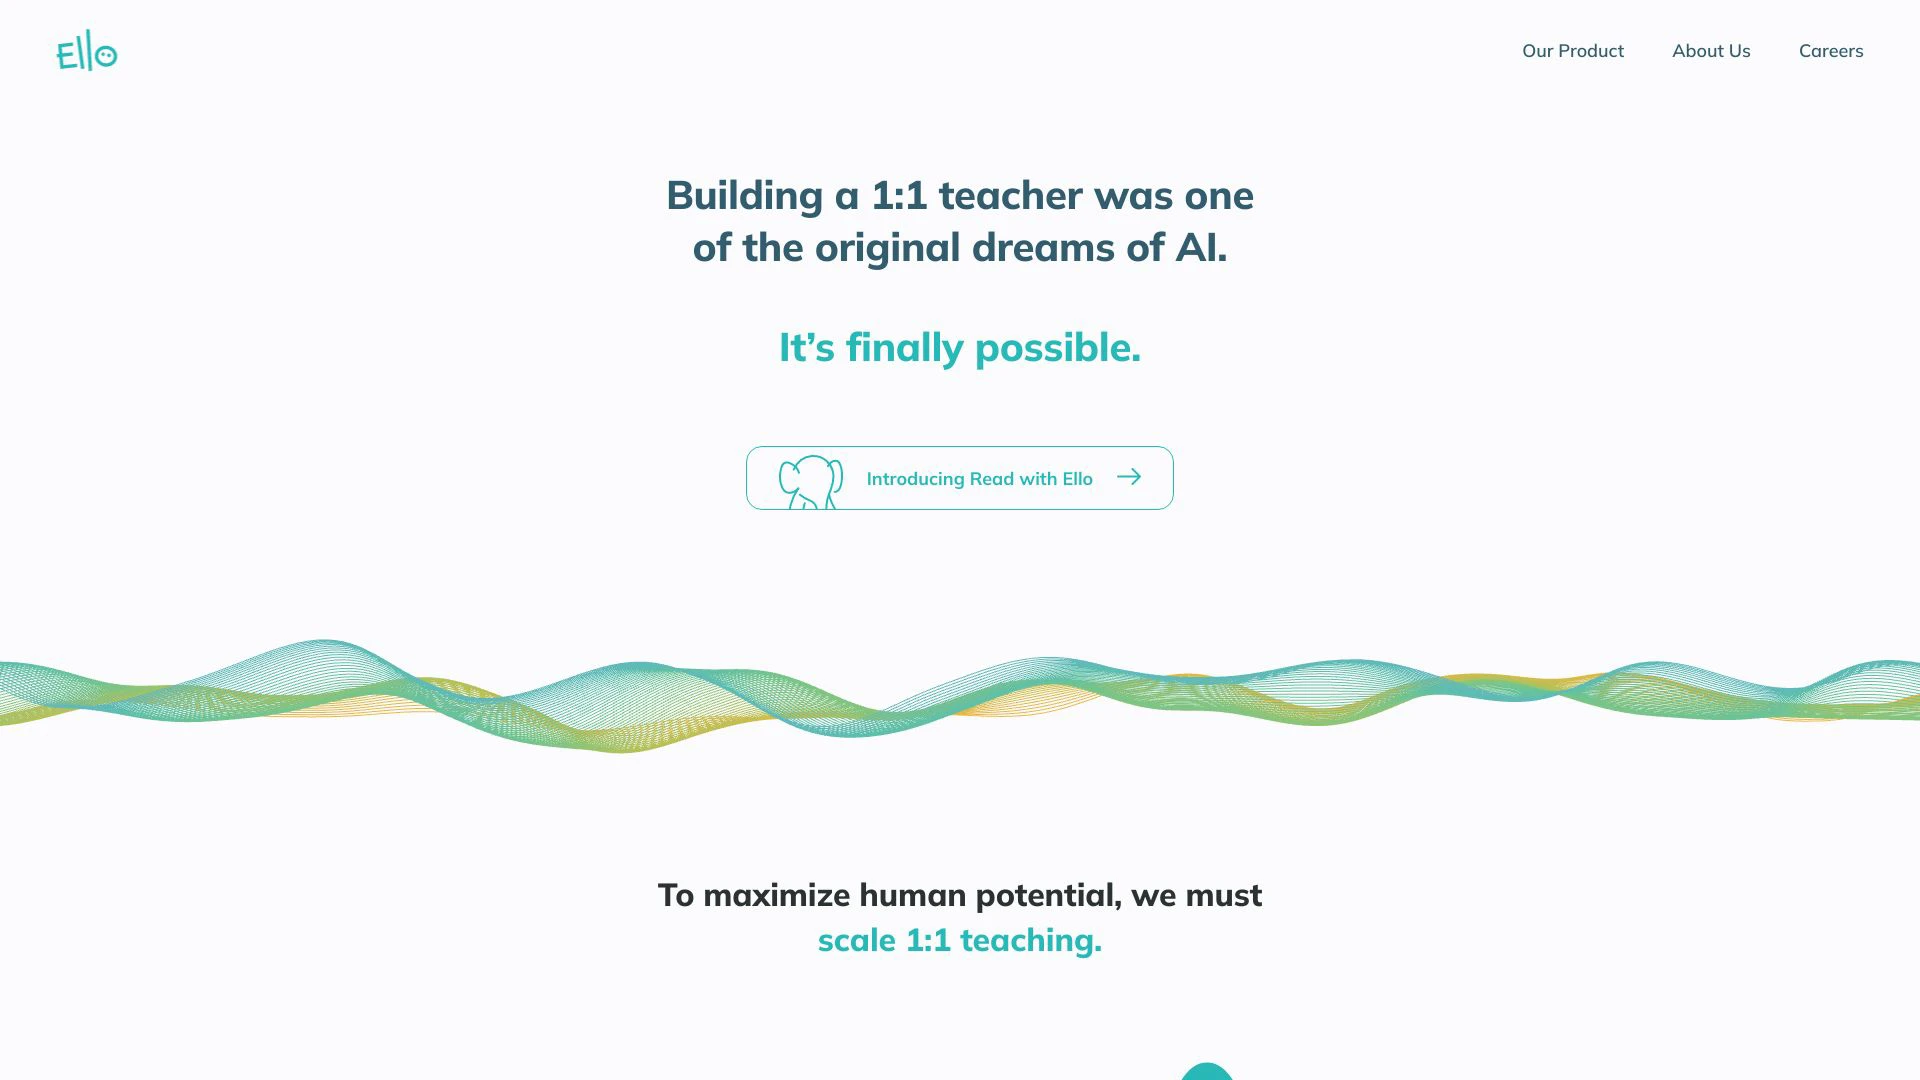 Ello
Our Product
About Us
Careers
Building a 1:1 teacher was one
of the original dreams of AI.
It’s finally possible.
Introducing Read with Ello
To maximize human potential, we must
scale 1:1 teaching.